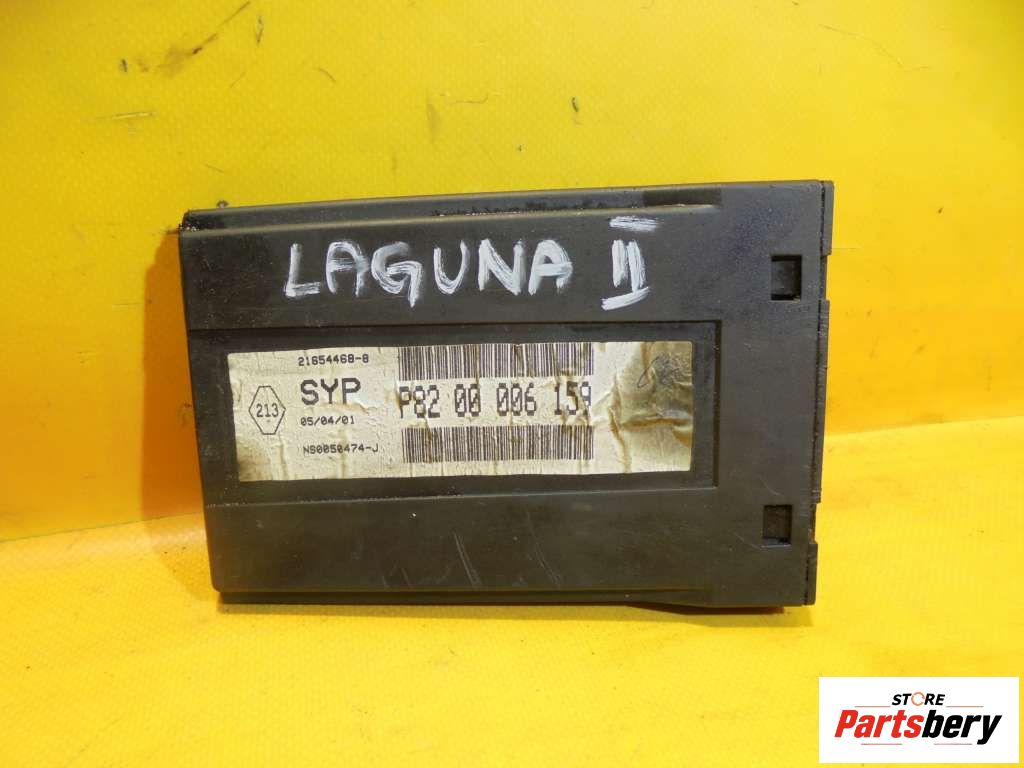 LAGUNA II
21654468-8
213
SYP
05/04/01
P82 00 006 159
NS0050474-J
STORE
Partsbery